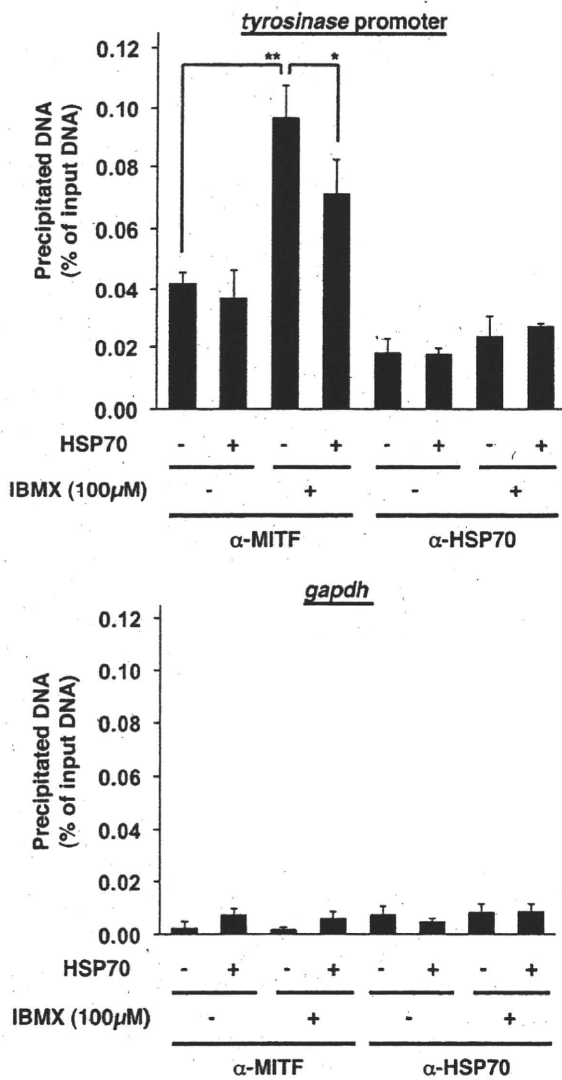 tyrosinase promoter
0.12
0.10
0.08
0.06
0.04
0.02
0.00
Precipitated DNA
(% of input DNA)
**
*
HSP70 - + - + - + - +
IBMX (100μM) - + - +
α-MITF α-HSP70
gapdh
0.12
0.10
0.08
0.06
0.04
0.02
0.00
Precipitated DNA
(% of input DNA)
HSP70 - + - + - + - +
IBMX (100μM) - + - +
α-MITF α-HSP70